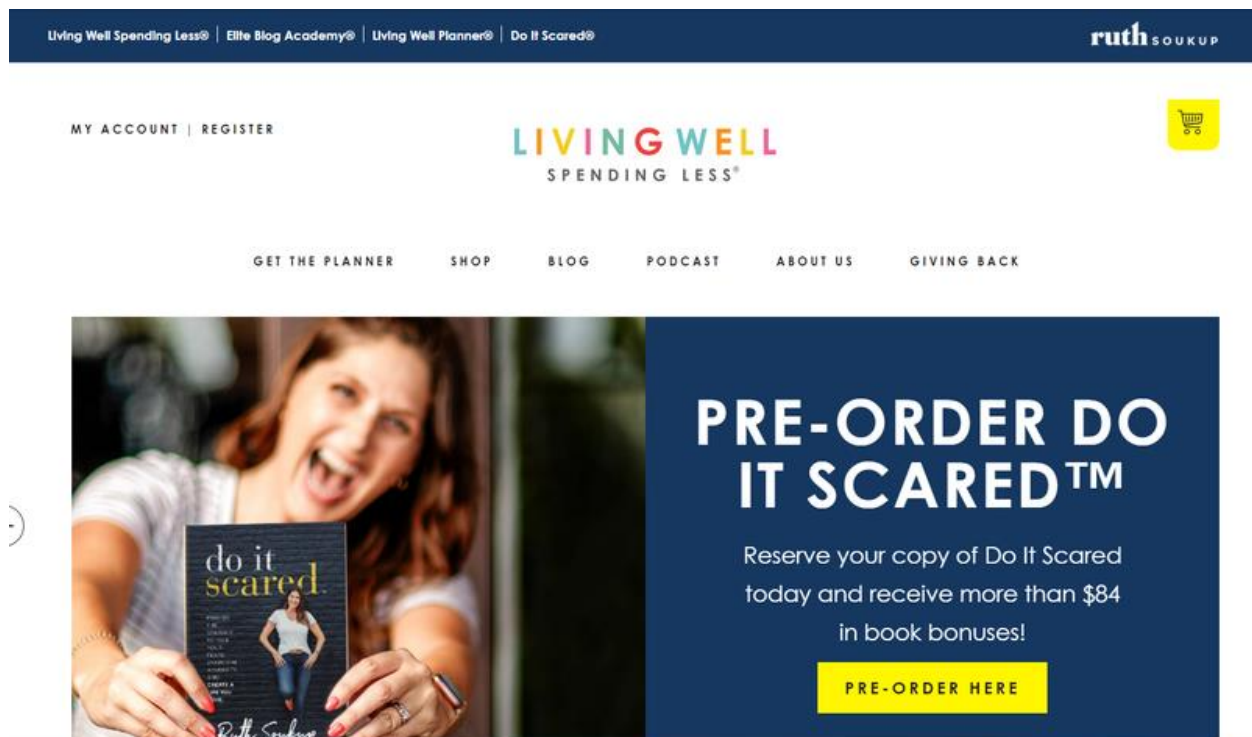 Living Well Spending Less® | Elite Blog Academy® | Living Well Planner® | Do It Scared®
ruth SOUKUP
MY ACCOUNT | REGISTER
LIVING WELL
SPENDING LESS®
GET THE PLANNER SHOP BLOG PODCAST ABOUT US GIVING BACK
do it
scared
Ruth Soukup
PRE-ORDER DO
IT SCARED™
Reserve your copy of Do It Scared
today and receive more than $84
in book bonuses!
PRE-ORDER HERE